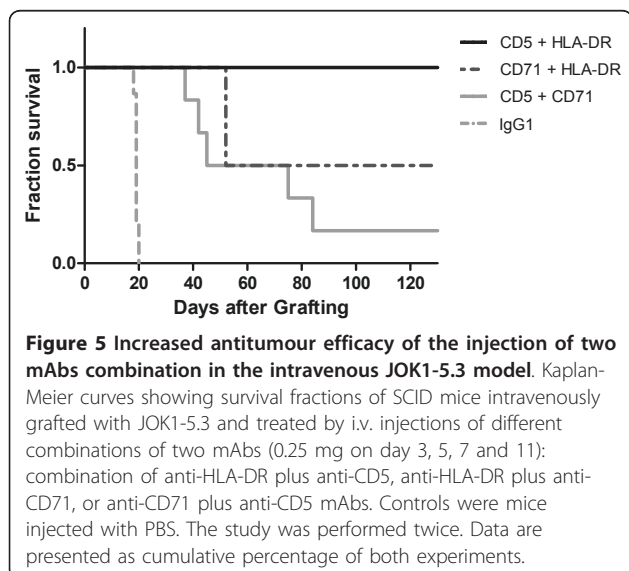 CD5 + HLA-DR
CD71 + HLA-DR
CD5 + CD71
IgG1
Fraction survival
1.0
0.5
0.0
0 20 40 60 80 100 120
Days after Grafting
Figure 5 Increased antitumour efficacy of the injection of two
mAbs combination in the intravenous JOK1-5.3 model. Kaplan-
Meier curves showing survival fractions of SCID mice intravenously
grafted with JOK1-5.3 and treated by i.v. injections of different
combinations of two mAbs (0.25 mg on day 3, 5, 7 and 11):
combination of anti-HLA-DR plus anti-CD5, anti-HLA-DR plus anti-
CD71, or anti-CD71 plus anti-CD5 mAbs. Controls were mice
injected with PBS. The study was performed twice. Data are
presented as cumulative percentage of both experiments.